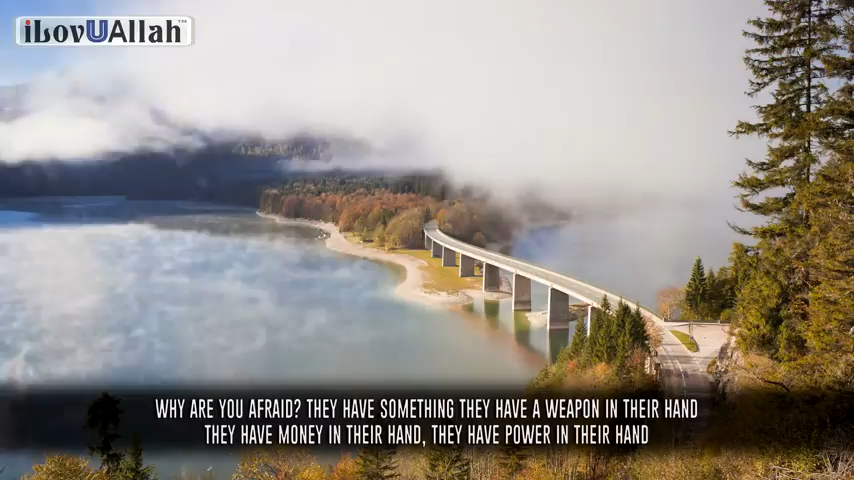 iLovUAllah™
WHY ARE YOU AFRAID? THEY HAVE SOMETHING THEY HAVE A WEAPON IN THEIR HAND
THEY HAVE MONEY IN THEIR HAND, THEY HAVE POWER IN THEIR HAND